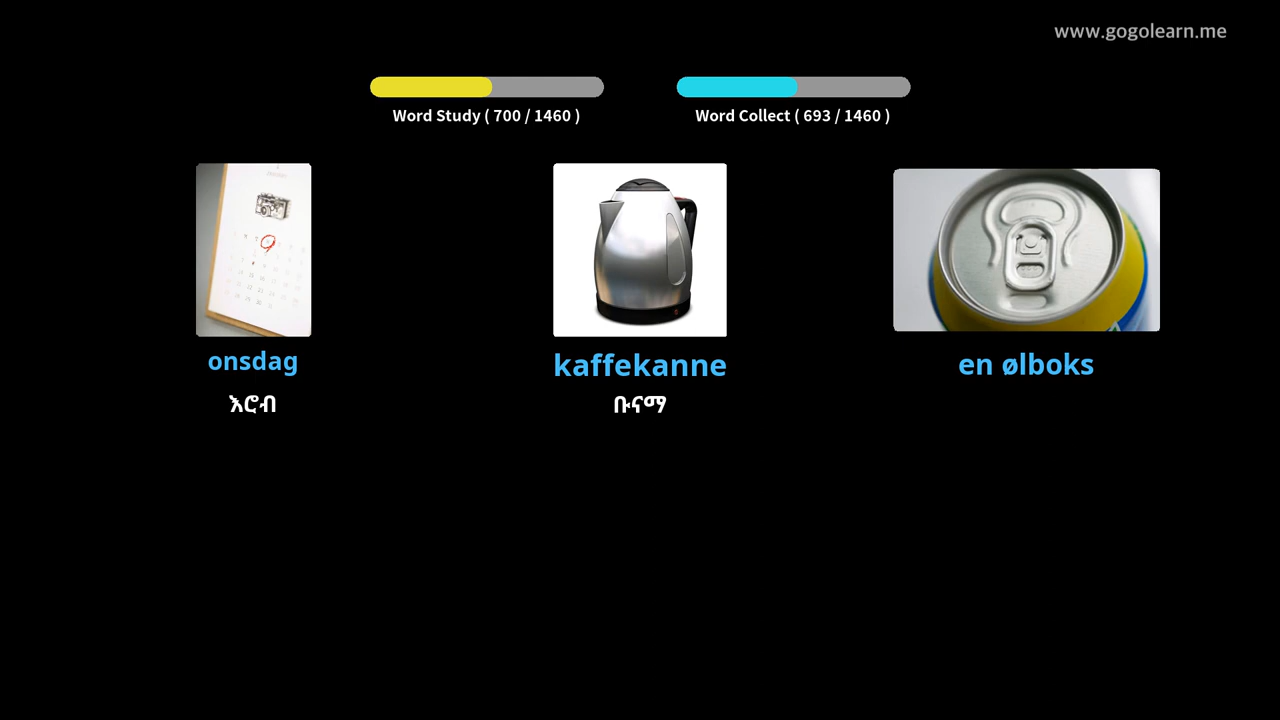 www.gogolearn.me
Word Study ( 700 / 1460 )
Word Collect ( 693 / 1460 )
onsdag
kaffekanne
en ølboks
እሮብ
ቡናማ